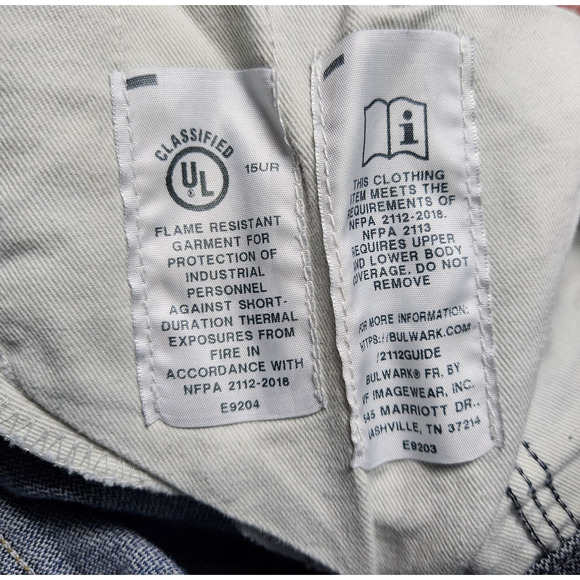 CLASSIFIED
UL
®
15UR
FLAME RESISTANT
GARMENT FOR
PROTECTION OF
INDUSTRIAL
PERSONNEL
AGAINST SHORT-
DURATION THERMAL
EXPOSURES FROM
FIRE IN
ACCORDANCE WITH
NFPA 2112-2018
E9204
i
THIS CLOTHING
ITEM MEETS THE
REQUIREMENTS OF
NFPA 2112-2018.
NFPA 2113
REQUIRES UPPER
AND LOWER BODY
COVERAGE. DO NOT
REMOVE
FOR MORE INFORMATION:
HTTPS://BULWARK.COM
/2112GUIDE
BULWARK® FR. BY
VF IMAGEWEAR, INC.
545 MARRIOTT DR.,
NASHVILLE, TN 37214
E9203